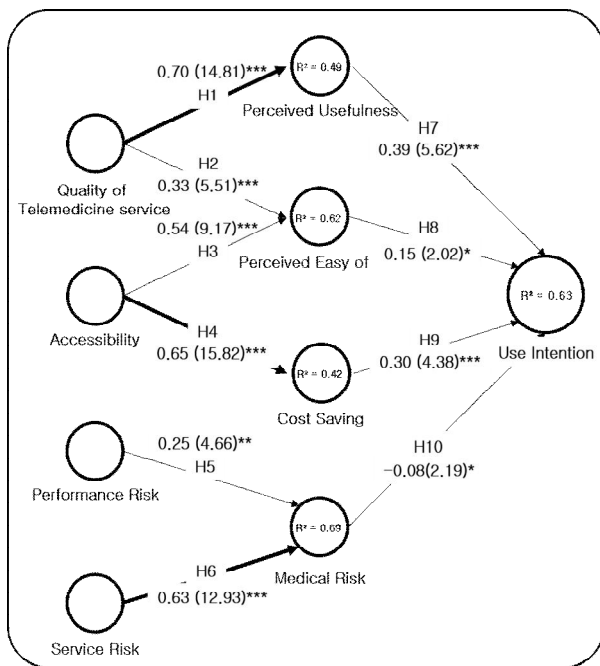 0.70 (14.81)***
H1
R² = 0.49
Perceived Usefulness
H7
0.39 (5.62)***
Quality of
Telemedicine service
H2
0.33 (5.51)***
0.54 (9.17)***
H3
R² = 0.62
Perceived Easy of
H8
0.15 (2.02)*
R² = 0.63
Use Intention
Accessibility
H4
0.65 (15.82)***
R² = 0.42
Cost Saving
H9
0.30 (4.38)***
Performance Risk
0.25 (4.66)**
H5
H10
-0.08(2.19)*
R² = 0.69
Medical Risk
H6
0.63 (12.93)***
Service Risk